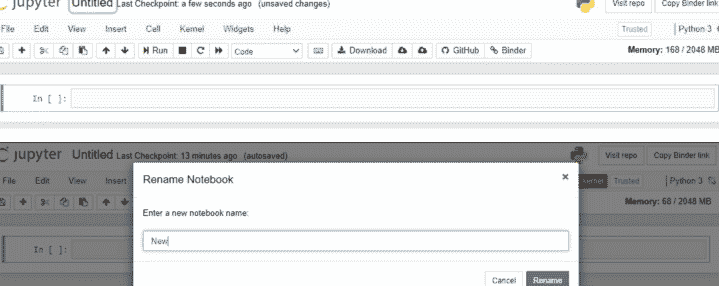 jupyter Untitled Last Checkpoint: a few seconds ago (unsaved changes) Visit repo Copy Binder link
File Edit View Insert Cell Kernel Widgets Help Trusted Python 3
Run Code Download GitHub Binder Memory: 168 / 2048 MB
In [ ]:
jupyter Untitled Last Checkpoint: 13 minutes ago (autosaved) Visit repo Copy Binder link
File Edit View Insert kernel Trusted Python 3
Rename Notebook ×
Memory: 68 / 2048 MB
Enter a new notebook name:
New
In [ ]:
Cancel Rename